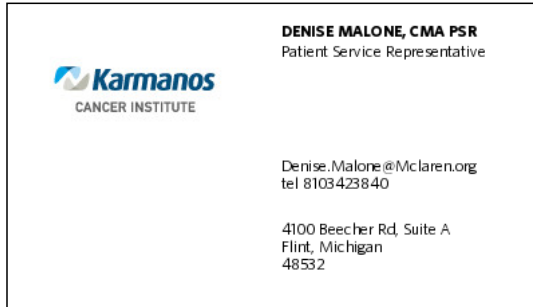 DENISE MALONE, CMA PSR
Patient Service Representative
Karmanos
CANCER INSTITUTE
Denise.Malone@Mclaren.org
tel 8103423840
4100 Beecher Rd, Suite A
Flint, Michigan
48532